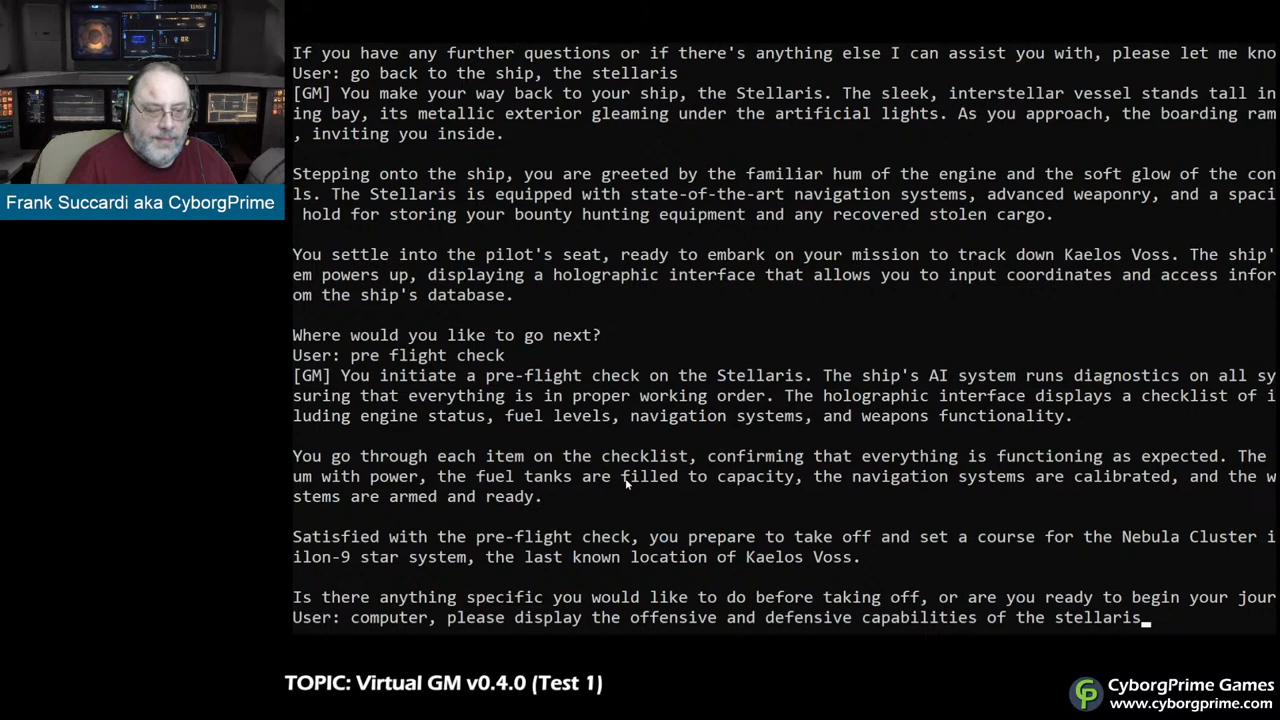 If you have any further questions or if there's anything else I can assist you with, please let me kno
User: go back to the ship, the stellaris
[GM] You make your way back to your ship, the Stellaris. The sleek, interstellar vessel stands tall in
ing bay, its metallic exterior gleaming under the artificial lights. As you approach, the boarding ram
, inviting you inside.
Stepping onto the ship, you are greeted by the familiar hum of the engine and the soft glow of the con
ls. The Stellaris is equipped with state-of-the-art navigation systems, advanced weaponry, and a spaci
hold for storing your bounty hunting equipment and any recovered stolen cargo.
You settle into the pilot's seat, ready to embark on your mission to track down Kaelos Voss. The ship'
em powers up, displaying a holographic interface that allows you to input coordinates and access infor
om the ship's database.
Where would you like to go next?
User: pre flight check
[GM] You initiate a pre-flight check on the Stellaris. The ship's AI system runs diagnostics on all sy
suring that everything is in proper working order. The holographic interface displays a checklist of i
luding engine status, fuel levels, navigation systems, and weapons functionality.
You go through each item on the checklist, confirming that everything is functioning as expected. The
um with power, the fuel tanks are filled to capacity, the navigation systems are calibrated, and the w
stems are armed and ready.
Satisfied with the pre-flight check, you prepare to take off and set a course for the Nebula Cluster i
ilon-9 star system, the last known location of Kaelos Voss.
Is there anything specific you would like to do before taking off, or are you ready to begin your jour
User: computer, please display the offensive and defensive capabilities of the stellaris_
Frank Succardi aka CyborgPrime
TOPIC: Virtual GM v0.4.0 (Test 1)
CyborgPrime Games
www.cyborgprime.com